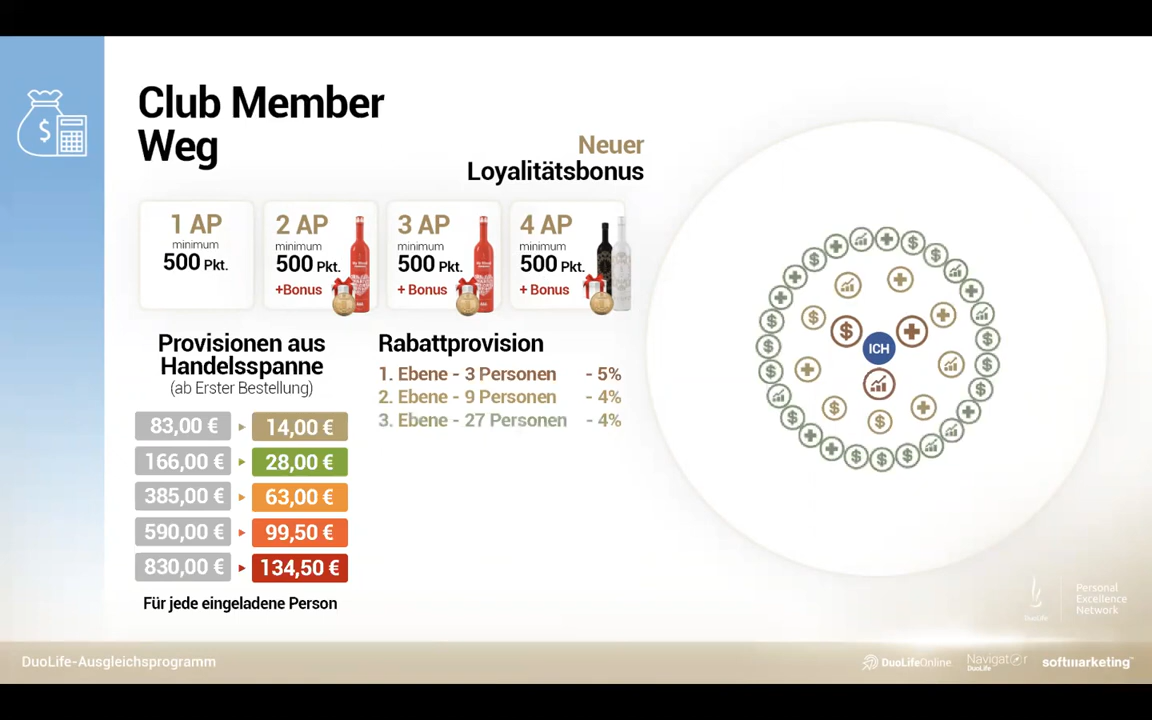 Club Member
Weg
Neuer
Loyalitätsbonus
1 AP
minimum
500 Pkt.
2 AP
minimum
500 Pkt.
+Bonus
3 AP
minimum
500 Pkt.
+ Bonus
4 AP
minimum
500 Pkt.
+ Bonus
Provisionen aus
Handelsspanne
(ab Erster Bestellung)
83,00 € ▸ 14,00 €
166,00 € ▸ 28,00 €
385,00 € ▸ 63,00 €
590,00 € ▸ 99,50 €
830,00 € ▸ 134,50 €
Für jede eingeladene Person
Rabattprovision
1. Ebene - 3 Personen - 5%
2. Ebene - 9 Personen - 4%
3. Ebene - 27 Personen - 4%
ICH
DuoLife
Personal
Excellence
Network
DuoLife-Ausgleichsprogramm
DuoLifeOnline
Navigator
DuoLife
softmarketing™